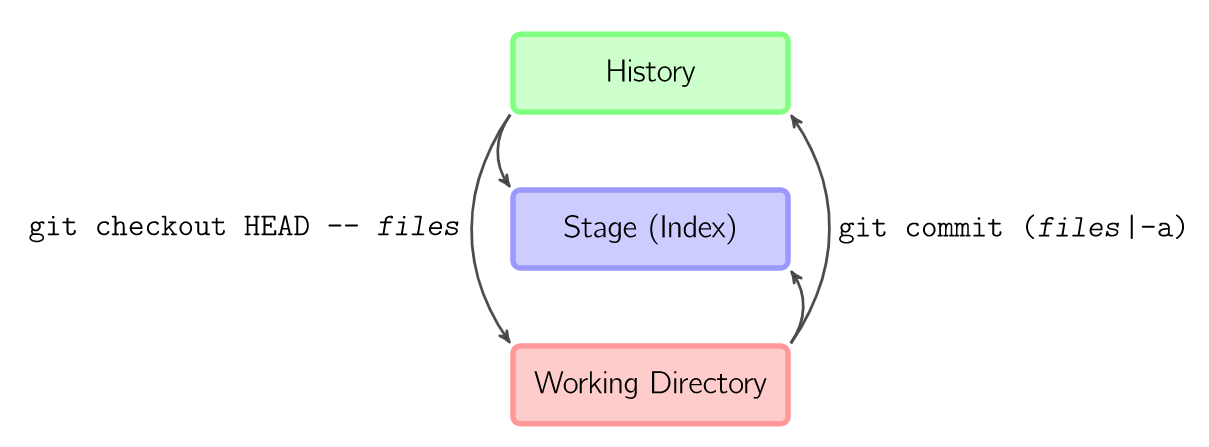 History
git checkout HEAD -- files
Stage (Index)
git commit (files|-a)
Working Directory